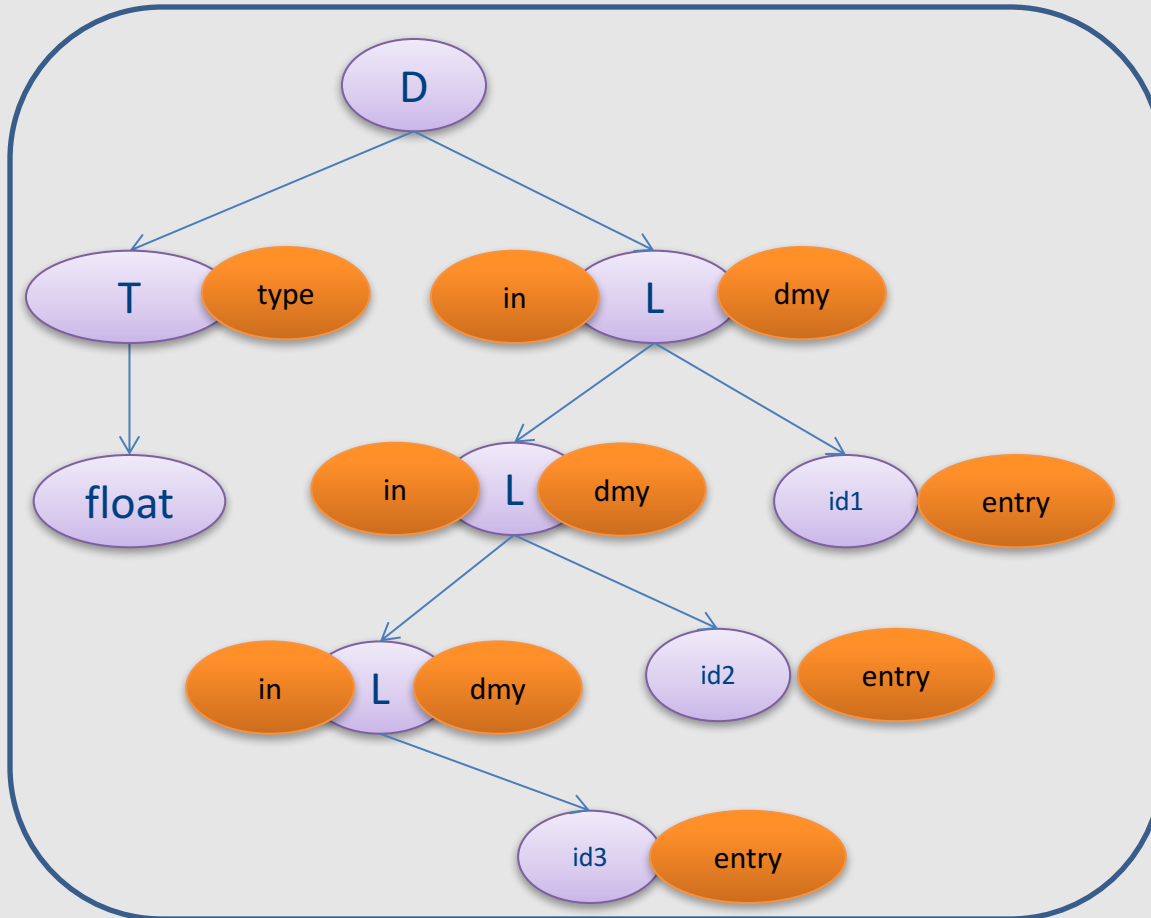 D
T type in L dmy
float in L dmy id1 entry
in L dmy id2 entry
id3 entry